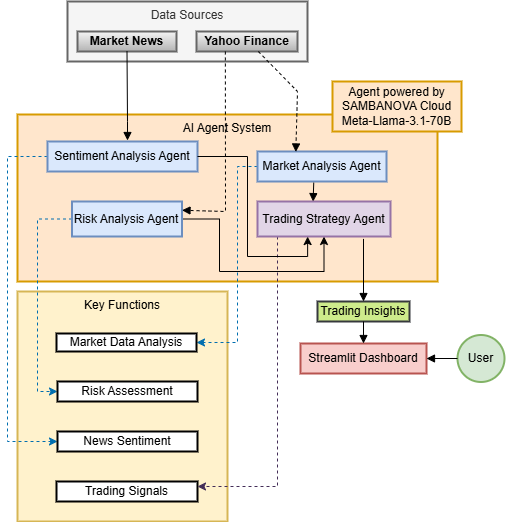 Data Sources
Market News
Yahoo Finance
Agent powered by
SAMBANOVA Cloud
Meta-Llama-3.1-70B
AI Agent System
Sentiment Analysis Agent
Market Analysis Agent
Risk Analysis Agent
Trading Strategy Agent
Key Functions
Trading Insights
Market Data Analysis
Streamlit Dashboard
User
Risk Assessment
News Sentiment
Trading Signals